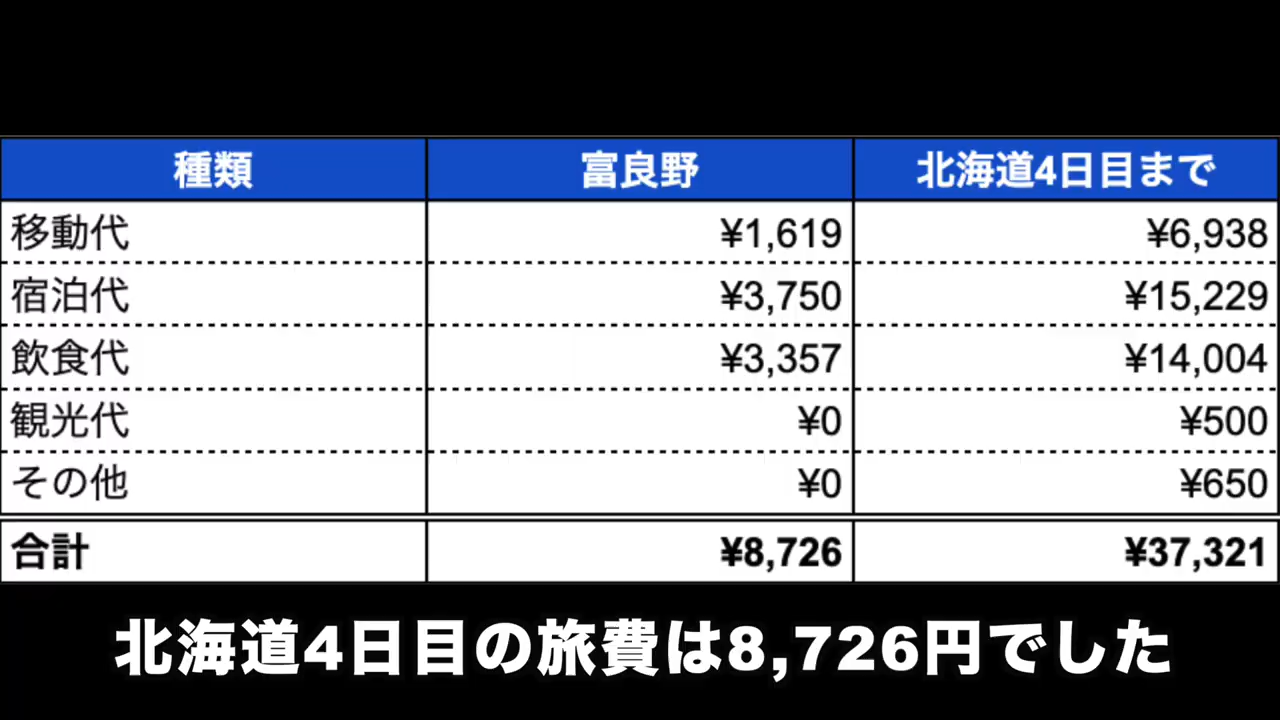 種類 富良野 北海道4日目まで
移動代 ¥1,619 ¥6,938
宿泊代 ¥3,750 ¥15,229
飲食代 ¥3,357 ¥14,004
観光代 ¥0 ¥500
その他 ¥0 ¥650
合計 ¥8,726 ¥37,321
北海道4日目の旅費は8,726円でした